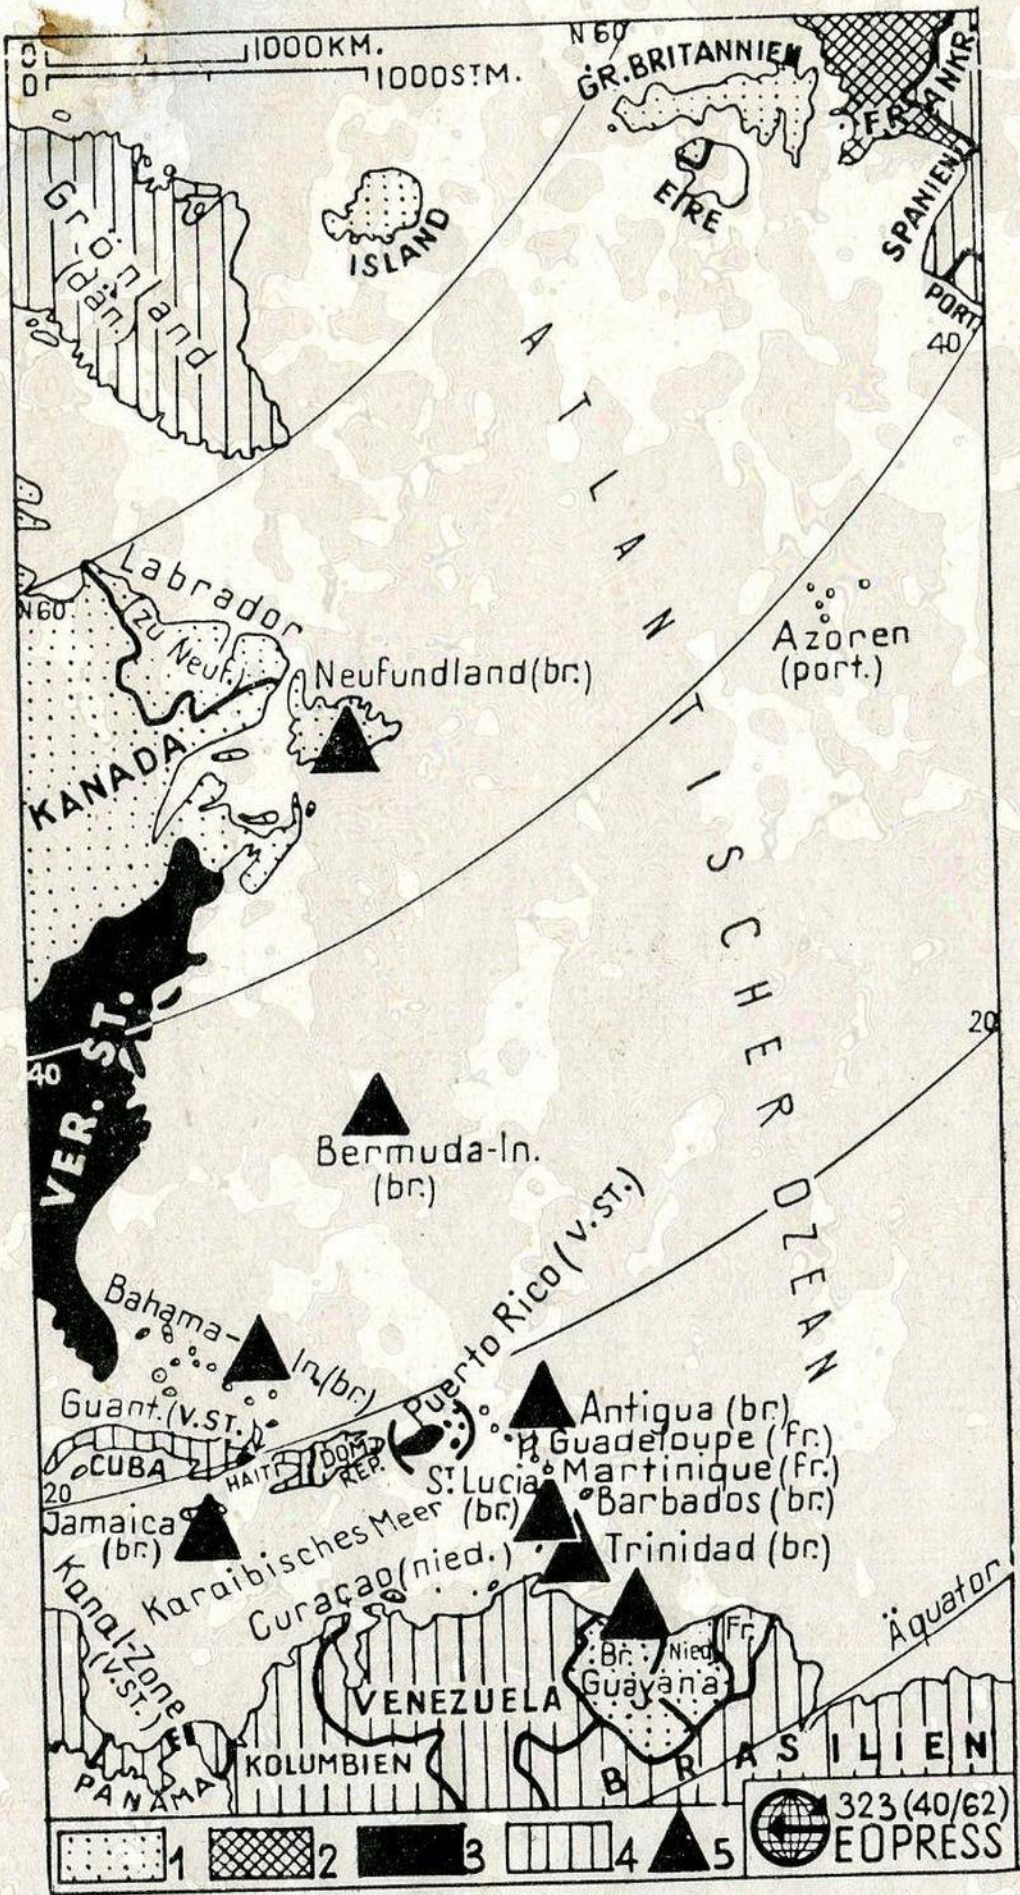 0 1000KM.
0 1000STM.
N 60
GR.BRITANNIEN
FRANKR.
EIRE
SPANIEN
PORT.
40
ISLAND
Grönland
(dän.)
ATLANTISCHER OZEAN
N60
Labrador
(zu Neuf.)
Neufundland (br.)
Azoren
(port.)
KANADA
VER. ST.
40
20
Bermuda-In.
(br.)
Bahama-
In. (br.)
Puerto Rico (V.ST.)
Guant. (V.ST.)
CUBA
HAITI
DOM.
REP.
Antigua (br.)
Guadeloupe (Fr.)
Martinique (Fr.)
St. Lucia
(br.)
Barbados (br.)
Trinidad (br.)
20
Jamaica
(br.)
Karaibisches Meer
Curaçao (nied.)
Kanal-Zone
(V.ST.)
Äquator
Br. Nied. Fr.
Guayana
VENEZUELA
KOLUMBIEN
PANAMA
BRASILIEN
1 2 3 4 5
323 (40/62)
EOPRESS